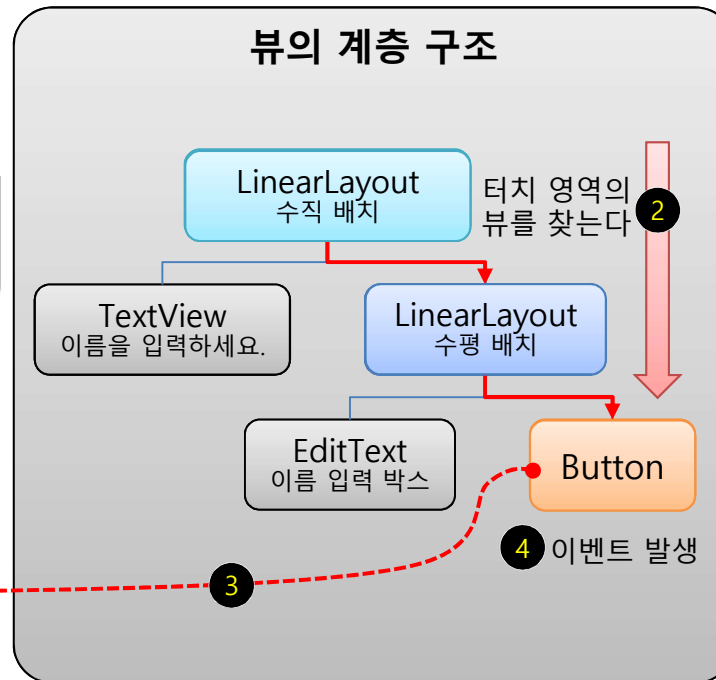 뷰의 계층 구조
LinearLayout
수직 배치
터치 영역의
뷰를 찾는다
2
TextView
이름을 입력하세요.
LinearLayout
수평 배치
EditText
이름 입력 박스
Button
4 이벤트 발생
3